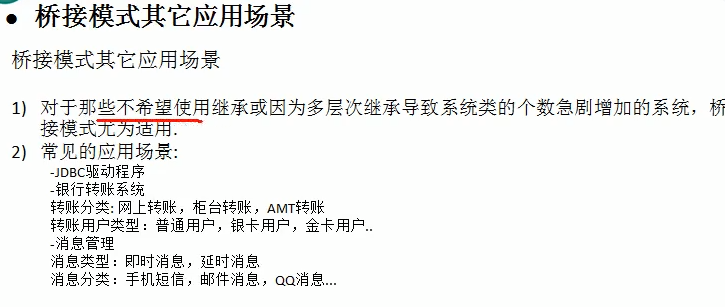 ● 桥接模式其它应用场景
桥接模式其它应用场景
1) 对于那些不希望使用继承或因为多层次继承导致系统类的个数急剧增加的系统，桥
接模式尤为适用.
2) 常见的应用场景:
-JDBC驱动程序
-银行转账系统
转账分类: 网上转账，柜台转账，AMT转账
转账用户类型：普通用户，银卡用户，金卡用户..
-消息管理
消息类型：即时消息，延时消息
消息分类：手机短信，邮件消息，QQ消息...